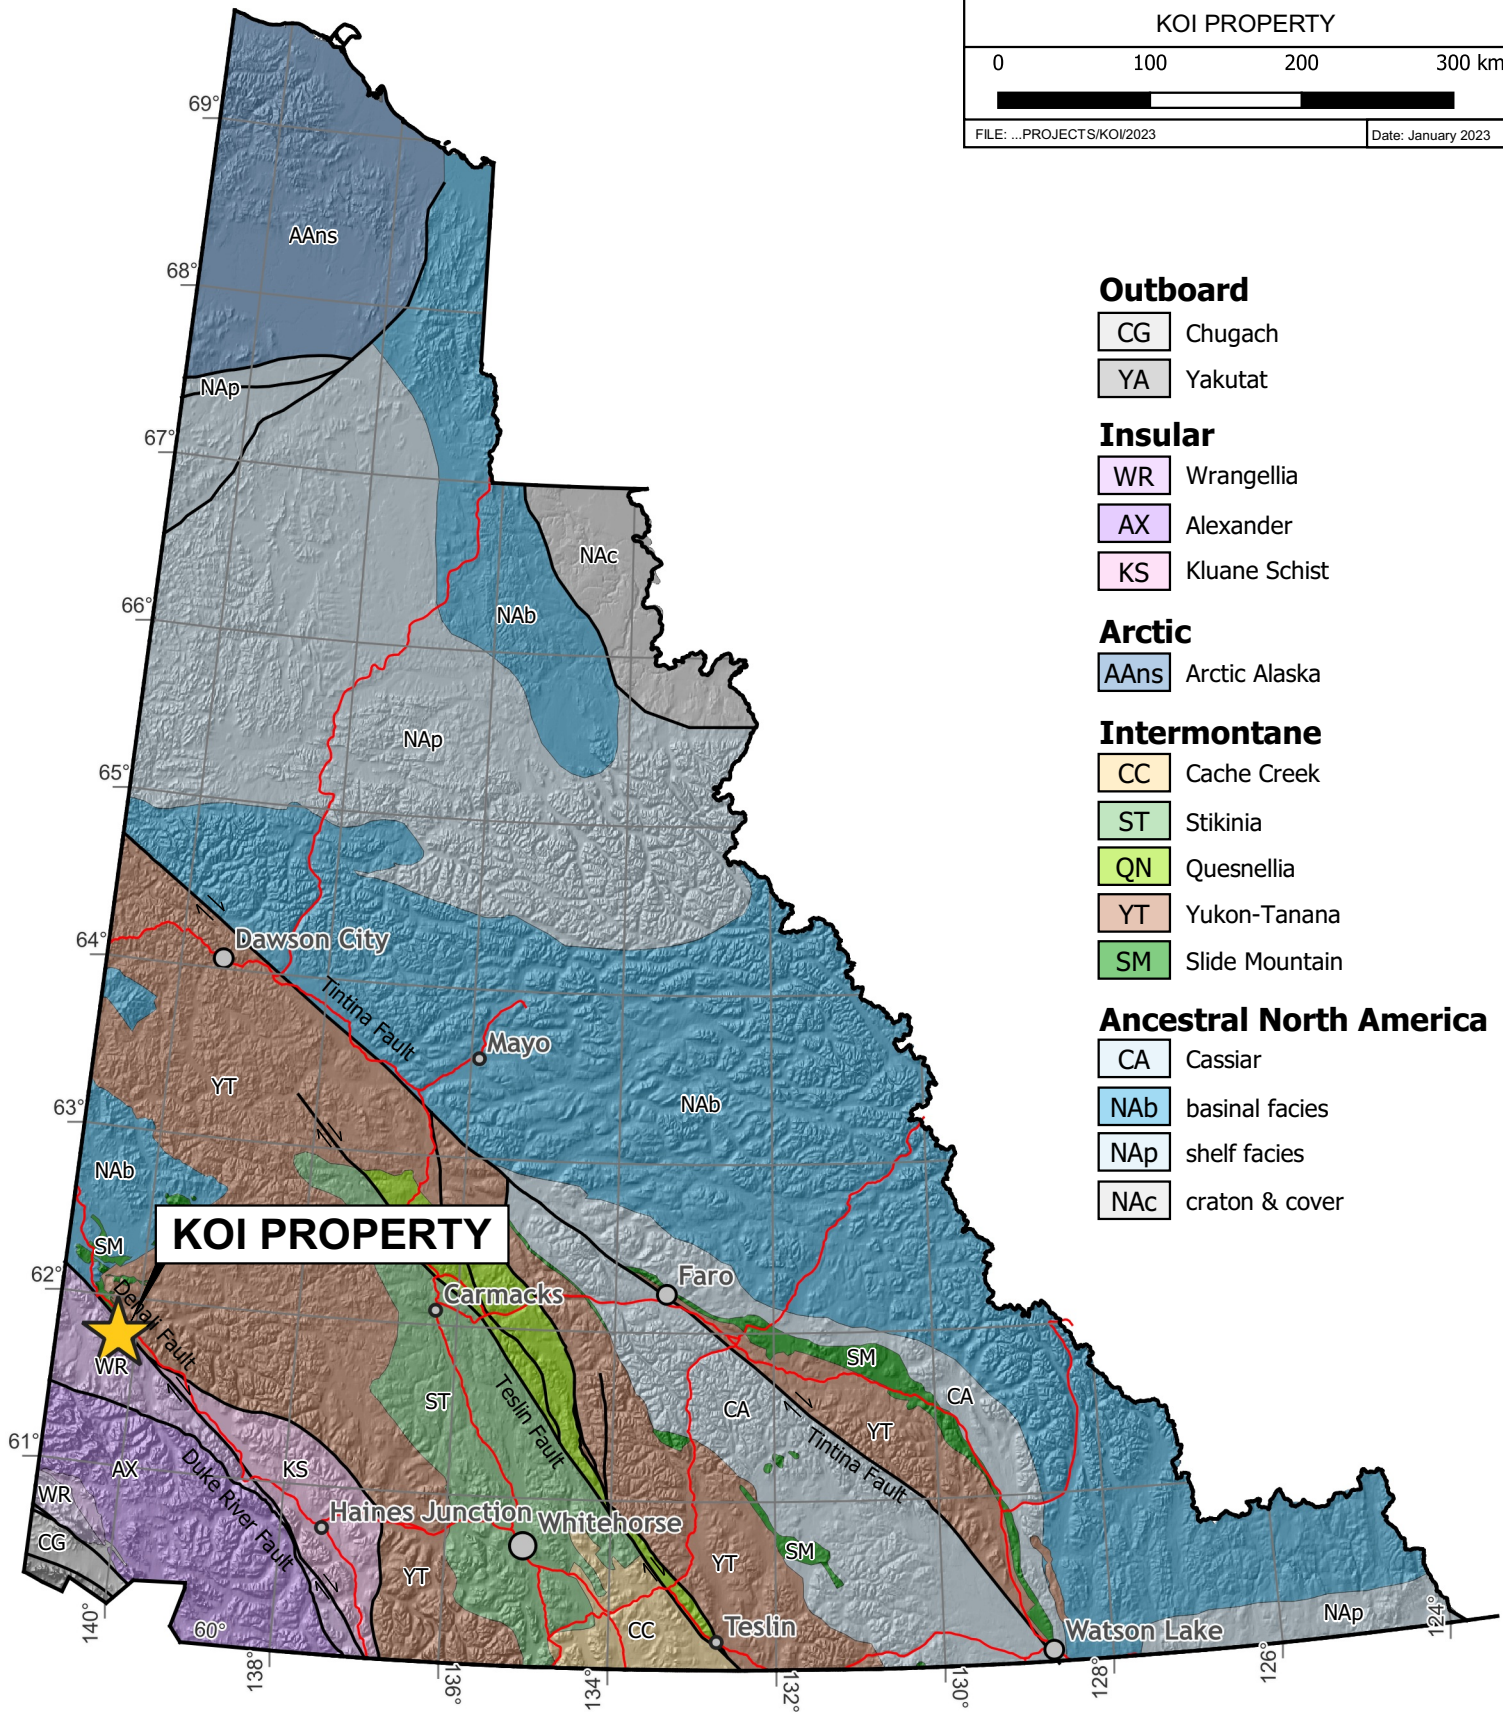 KOI PROPERTY
0 100 200 300 km
FILE: ...PROJECTS/KOI/2023
Date: January 2023
Outboard
CG Chugach
YA Yakutat
Insular
WR Wrangellia
AX Alexander
KS Kluane Schist
Arctic
AAns Arctic Alaska
Intermontane
CC Cache Creek
ST Stikinia
QN Quesnellia
YT Yukon-Tanana
SM Slide Mountain
Ancestral North America
CA Cassiar
NAb basinal facies
NAp shelf facies
NAc craton & cover
69°
AAns
68°
NAp
67°
NAc
66°
NAb
NAp
65°
64°
Dawson City
Tintina Fault
Mayo
YT
63°
NAb
NAb
KOI PROPERTY
SM
62°
Faro
Denali Fault
Carmacks
WR
SM
CA
ST
Teslin Fault
CA
YT
Tintina Fault
61°
AX
Duke River Fault
KS
WR
Haines Junction
Whitehorse
CG
YT
YT
SM
NAp
140°
60°
CC
Teslin
Watson Lake
138°
136°
134°
132°
130°
128°
126°
124°